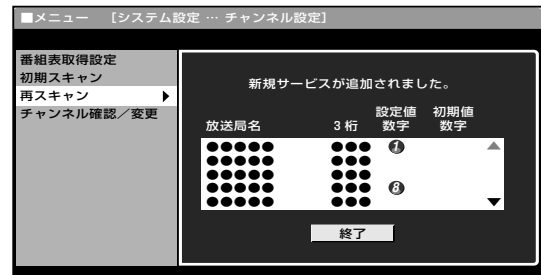 ■メニュー [システム設定 … チャンネル設定]
番組表取得設定
初期スキャン
再スキャン
チャンネル確認／変更
新規サービスが追加されました。
放送局名 3桁 設定値数字 初期値数字
●●●●● ●●● ❶
●●●●● ●●●
●●●●● ●●●
●●●●● ●●● ❽
●●●●● ●●●
終了